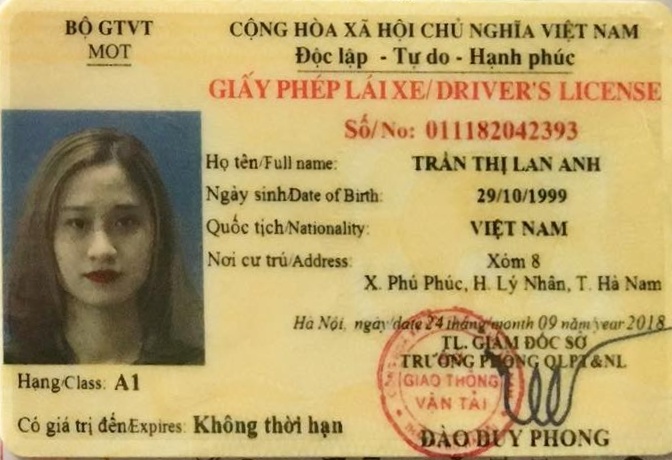 BỘ GTVT
MOT
CỘNG HÒA XÃ HỘI CHỦ NGHĨA VIỆT NAM
Độc lập - Tự do - Hạnh phúc
GIẤY PHÉP LÁI XE/ DRIVER'S LICENSE
Số/No: 011182042393
Họ tên/Full name: TRẦN THỊ LAN ANH
Ngày sinh/Date of Birth: 29/10/1999
Quốc tịch/Nationality: VIỆT NAM
Nơi cư trú/Address: Xóm 8
X. Phú Phúc, H. Lý Nhân, T. Hà Nam
Hà Nội, ngày/date 24 tháng/month 09 năm/year 2018
TL. GIÁM ĐỐC SỞ
TRƯỞNG PHÒNG QLPT&NL
GIAO THÔNG
VẬN TẢI
Hạng/Class: A1
Có giá trị đến/Expires: Không thời hạn
ĐÀO DUY PHONG